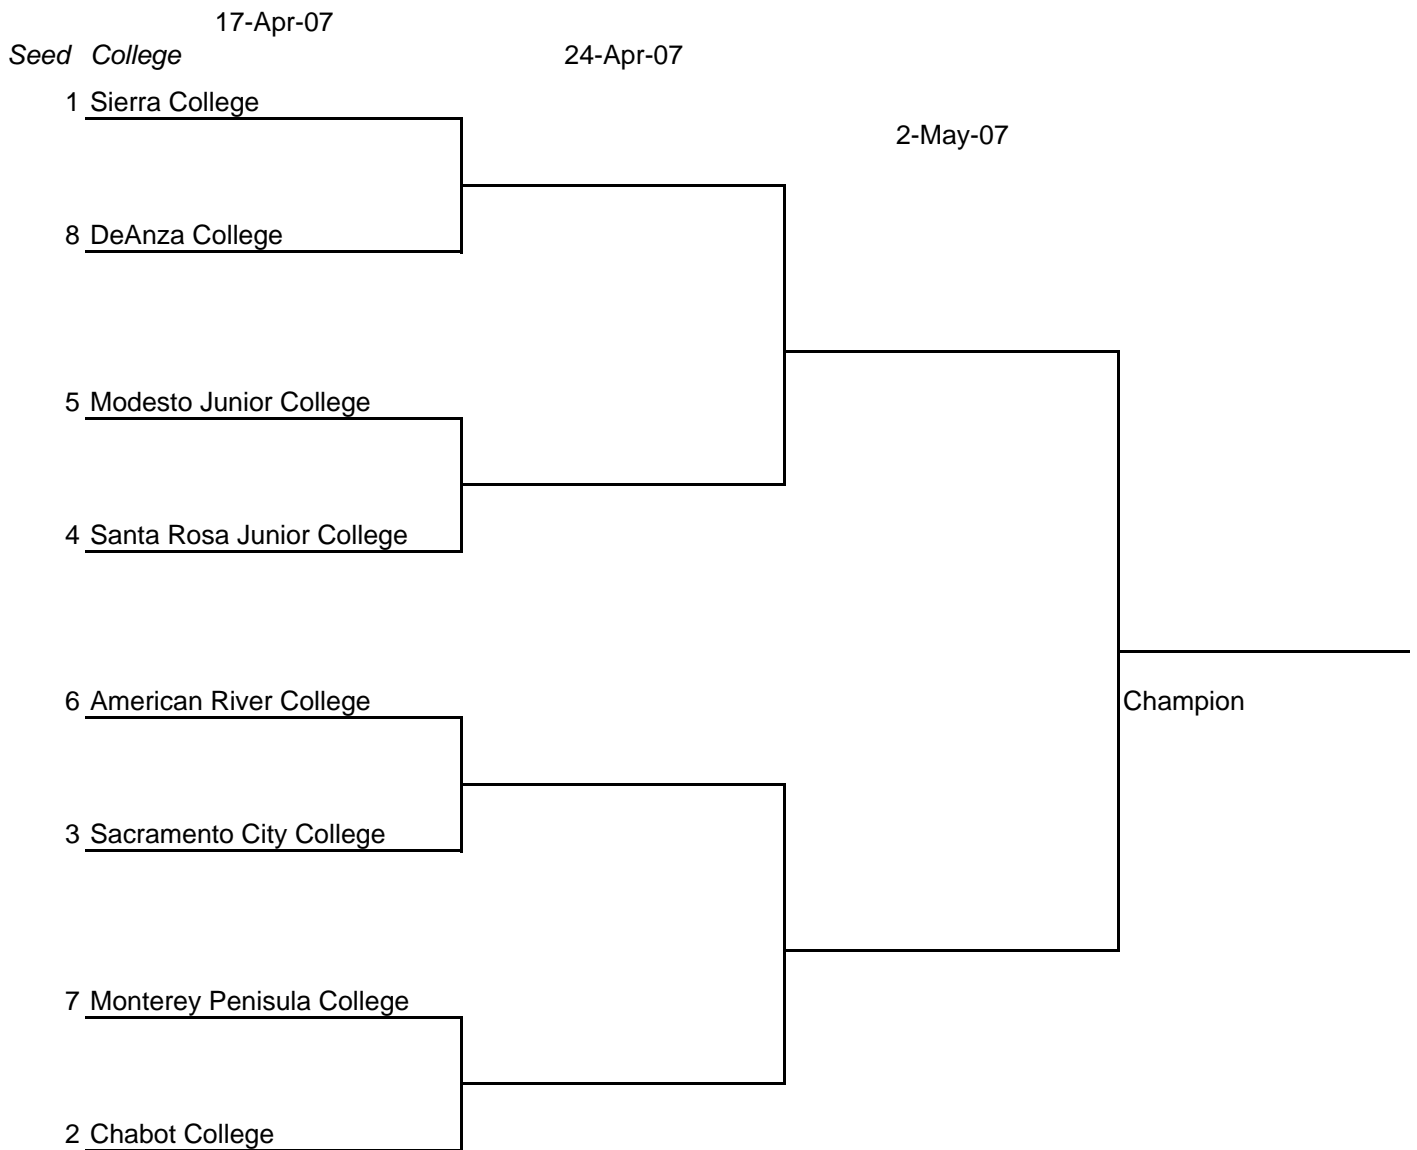 17-Apr-07
Seed College
24-Apr-07
1 Sierra College
2-May-07
8 DeAnza College
5 Modesto Junior College
4 Santa Rosa Junior College
6 American River College
Champion
3 Sacramento City College
7 Monterey Penisula College
2 Chabot College